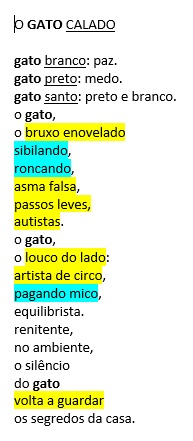 O GATO CALADO
gato branco: paz.
gato preto: medo.
gato santo: preto e branco.
o gato,
o bruxo enovelado
sibilando,
roncando,
asma falsa,
passos leves,
autistas.
o gato,
o louco do lado:
artista de circo,
pagando mico,
equilibrista.
renitente,
no ambiente,
o silêncio
do gato
volta a guardar
os segredos da casa.